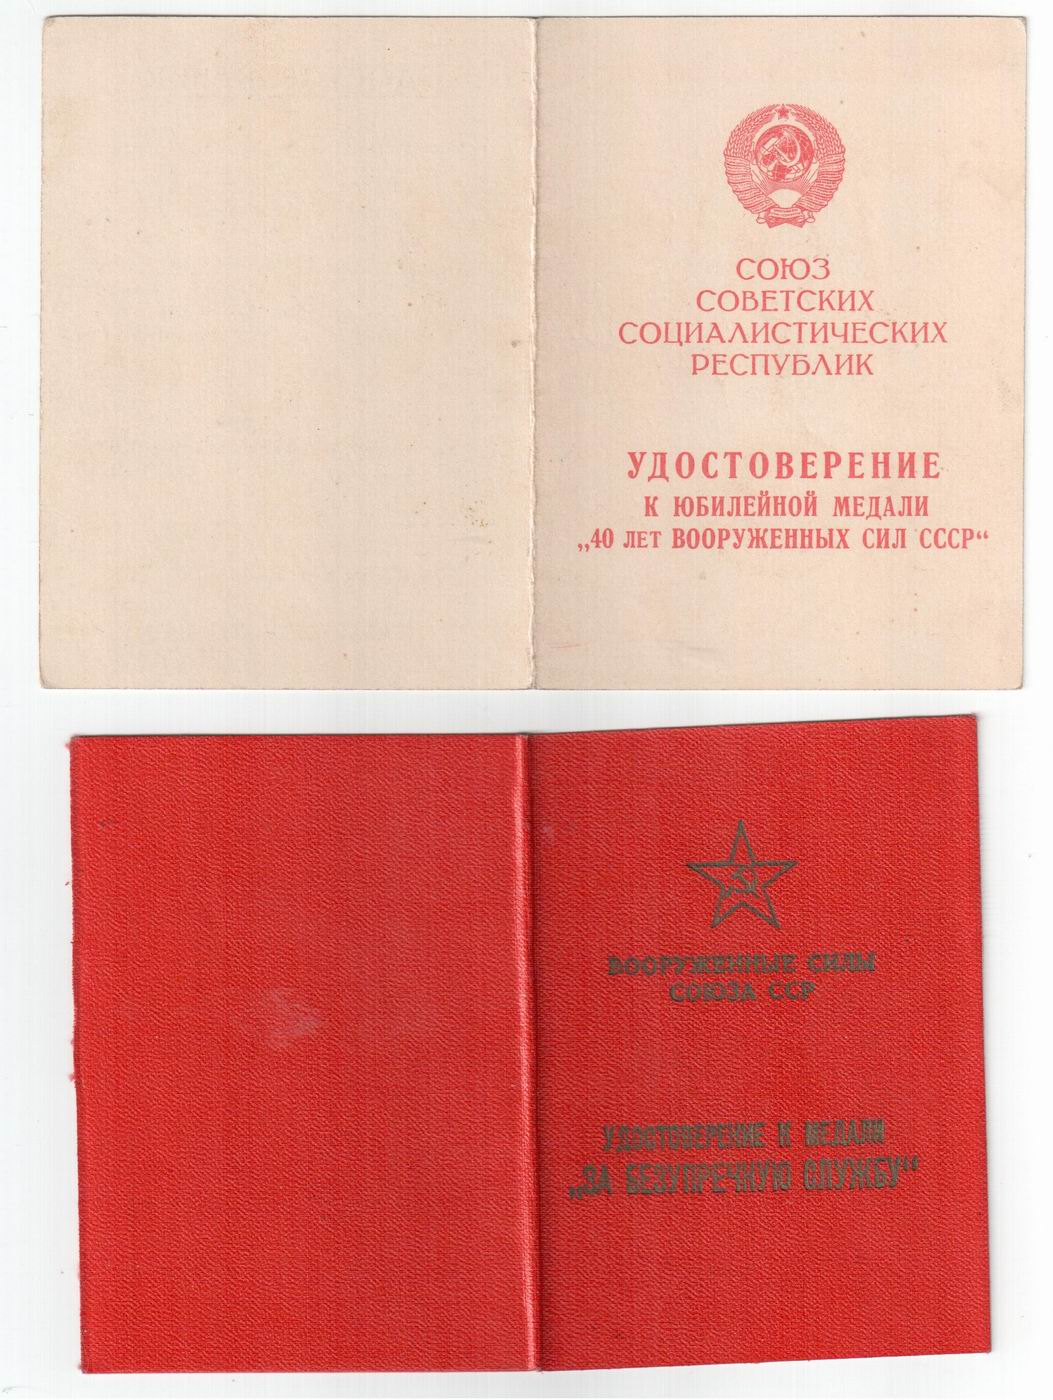 СОЮЗ
СОВЕТСКИХ
СОЦИАЛИСТИЧЕСКИХ
РЕСПУБЛИК
УДОСТОВЕРЕНИЕ
К ЮБИЛЕЙНОЙ МЕДАЛИ
„40 ЛЕТ ВООРУЖЕННЫХ СИЛ СССР“
ВООРУЖЕННЫЕ СИЛЫ
СОЮЗА ССР
УДОСТОВЕРЕНИЕ К МЕДАЛИ
„ЗА БЕЗУПРЕЧНУЮ СЛУЖБУ“